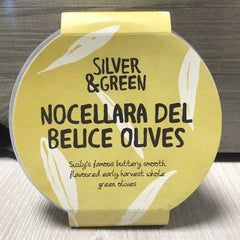 SILVER
&GREEN
NOCELLARA DEL
BELICE OLIVES
Sicily's famous buttery smooth
flavoured early harvest whole
green olives